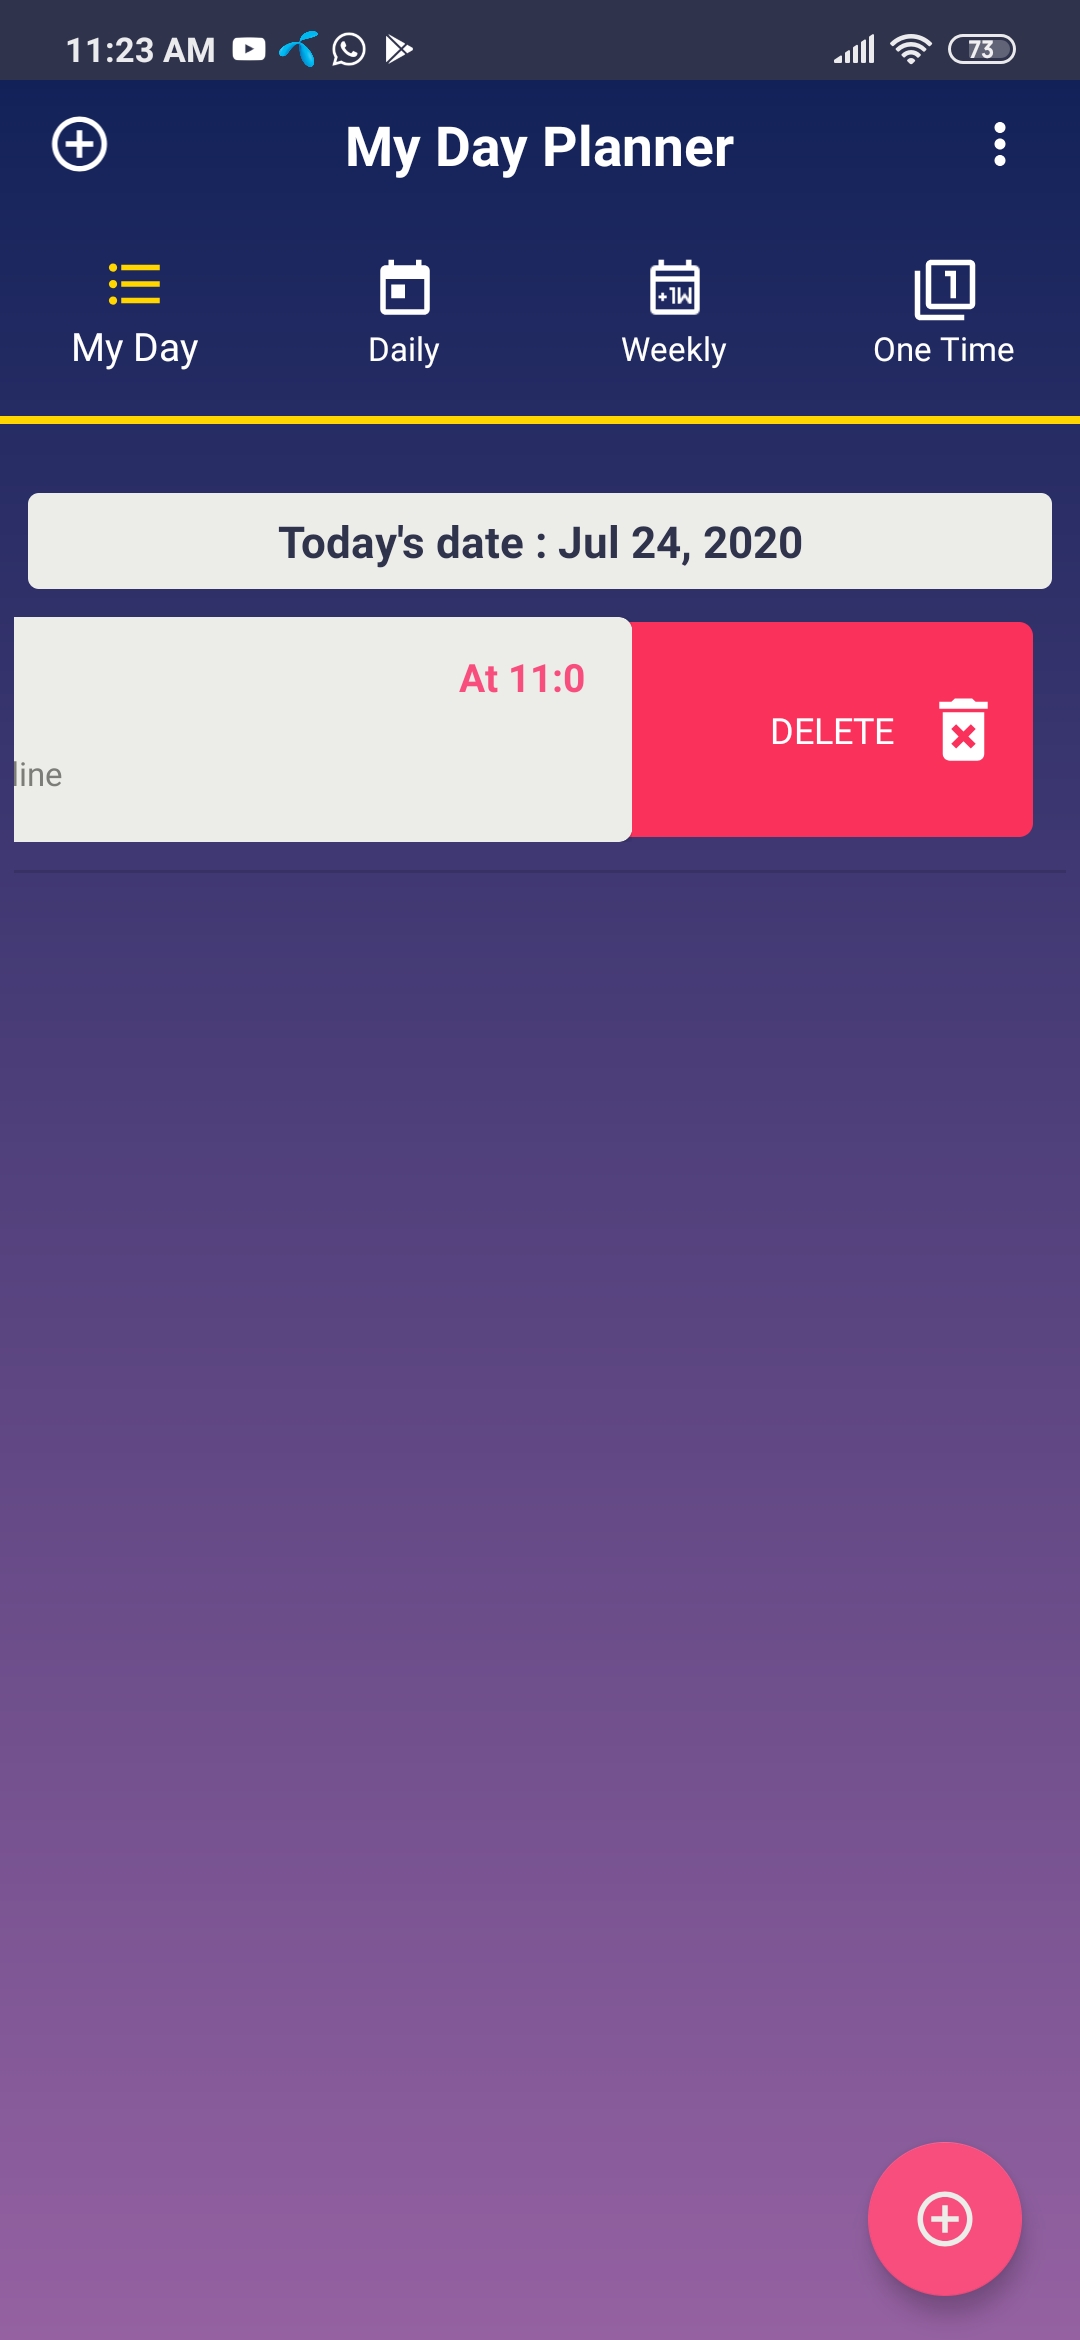 11:23 AM 73
My Day Planner
+1W 1
My Day Daily Weekly One Time
Today's date : Jul 24, 2020
At 11:0
DELETE
line